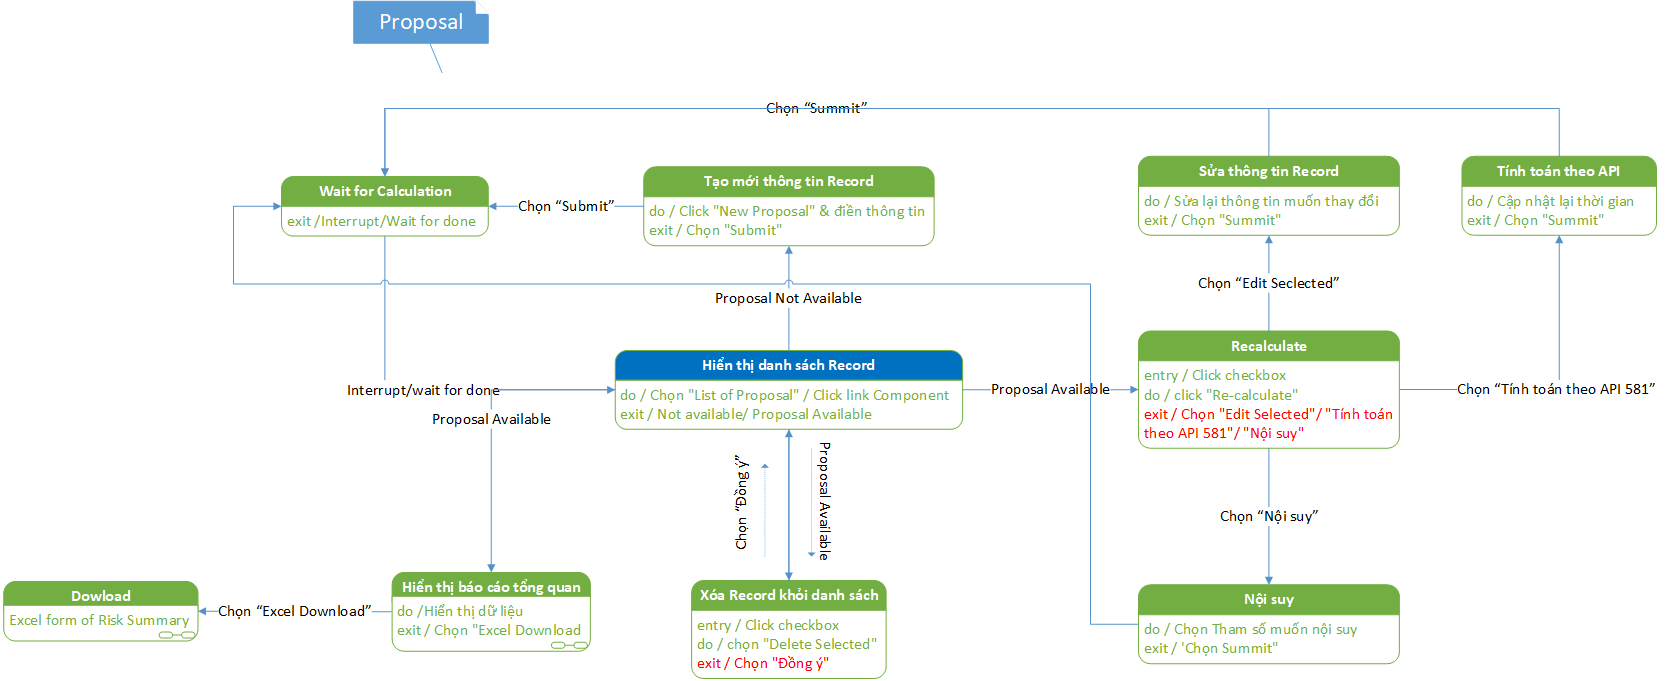 Proposal
Chọn “Summit”
Wait for Calculation
exit /Interrupt/Wait for done
Chọn “Submit”
Tạo mới thông tin Record
do / Click "New Proposal" & điền thông tin
exit / Chọn "Submit"
Sửa thông tin Record
do / Sửa lại thông tin muốn thay đổi
exit / Chọn "Summit"
Tính toán theo API
do / Cập nhật lại thời gian
exit / Chọn "Summit"
Proposal Not Available
Chọn “Edit Seclected”
Interrupt/wait for done
Proposal Available
Hiển thị danh sách Record
do / Chọn "List of Proposal" / Click link Component
exit / Not available/ Proposal Available
Proposal Available
Recalculate
entry / Click checkbox
do / click "Re-calculate"
exit / Chọn "Edit Selected"/ "Tính toán
theo API 581"/ "Nội suy"
Chọn “Tính toán theo API 581”
Chọn “Đồng ý”
Proposal Available
Chọn “Nội suy”
Dowload
Excel form of Risk Summary
Chọn “Excel Download”
Hiển thị báo cáo tổng quan
do /Hiển thị dữ liệu
exit / Chọn "Excel Download
Xóa Record khỏi danh sách
entry / Click checkbox
do / chọn "Delete Selected"
exit / Chọn "Đồng ý"
Nội suy
do / Chọn Tham số muốn nội suy
exit / 'Chọn Summit"